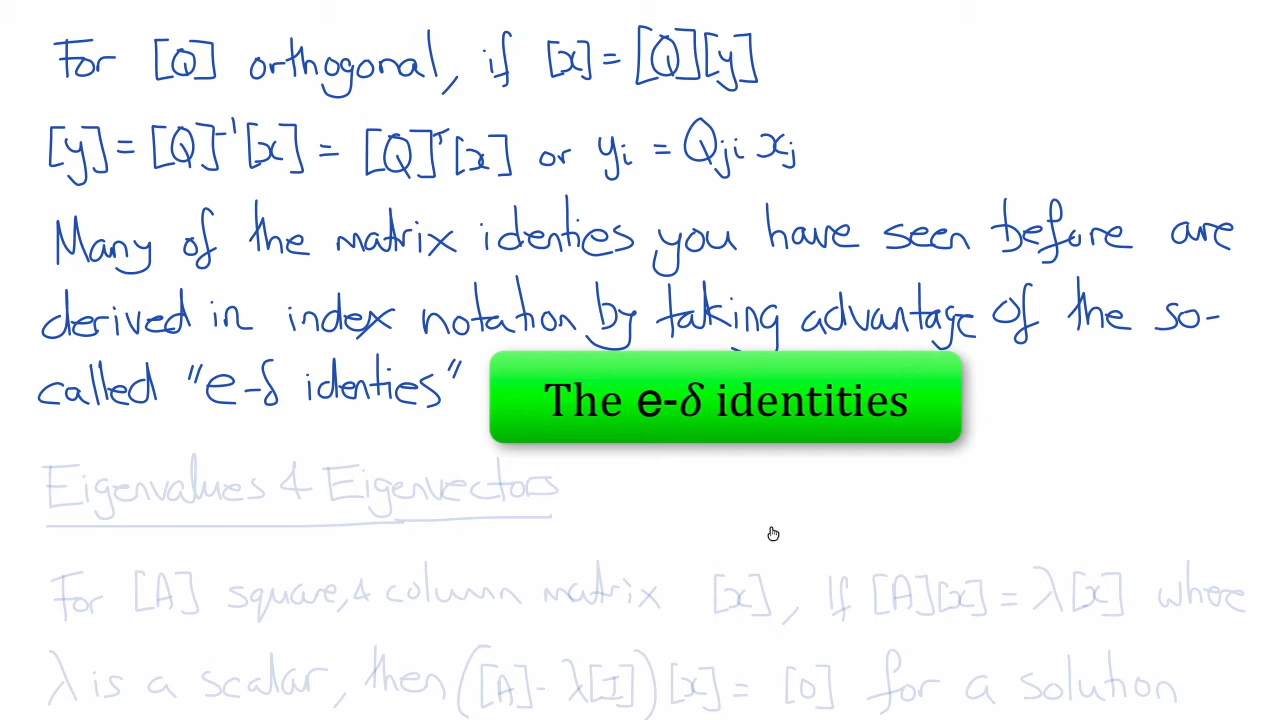 For [Q] orthogonal, if [x] = [Q][y]
[y] = [Q]⁻¹[x] = [Q]ᵀ[x] or yᵢ = Qⱼᵢ xⱼ
Many of the matrix identies you have seen before are
derived in index notation by taking advantage of the so-
called "e-δ identies"
The e-δ identities
Eigenvalues & Eigenvectors
For [A] square, & column matrix [x], If [A][x] = λ[x] where
λ is a scalar, then ([A] - λ[I])[x] = [0] for a solution